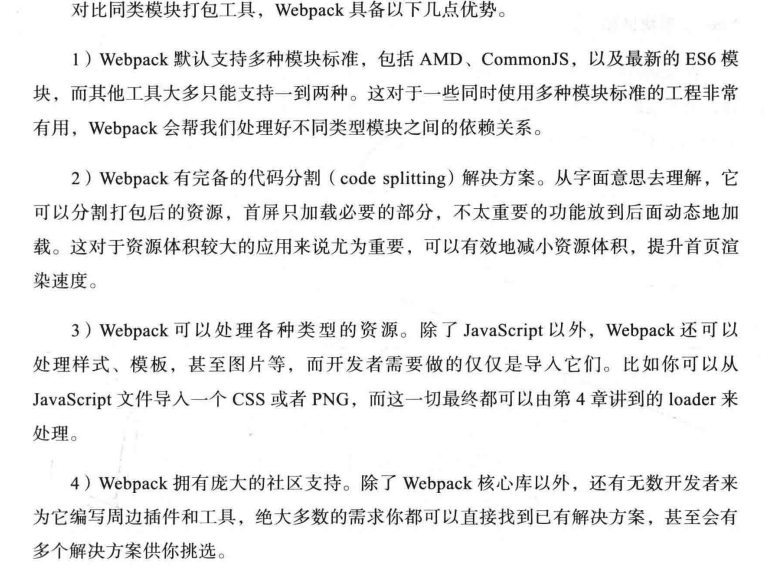 对比同类模块打包工具，Webpack 具备以下几点优势。
1）Webpack 默认支持多种模块标准，包括 AMD、CommonJS，以及最新的 ES6 模
块，而其他工具大多只能支持一到两种。这对于一些同时使用多种模块标准的工程非常
有用，Webpack 会帮我们处理好不同类型模块之间的依赖关系。
2）Webpack 有完备的代码分割（code splitting）解决方案。从字面意思去理解，它
可以分割打包后的资源，首屏只加载必要的部分，不太重要的功能放到后面动态地加
载。这对于资源体积较大的应用来说尤为重要，可以有效地减小资源体积，提升首页渲
染速度。
3）Webpack 可以处理各种类型的资源。除了 JavaScript 以外，Webpack 还可以
处理样式、模板，甚至图片等，而开发者需要做的仅仅是导入它们。比如你可以从
JavaScript 文件导入一个 CSS 或者 PNG，而这一切最终都可以由第 4 章讲到的 loader 来
处理。
4）Webpack 拥有庞大的社区支持。除了 Webpack 核心库以外，还有无数开发者来
为它编写周边插件和工具，绝大多数的需求你都可以直接找到已有解决方案，甚至会有
多个解决方案供你挑选。